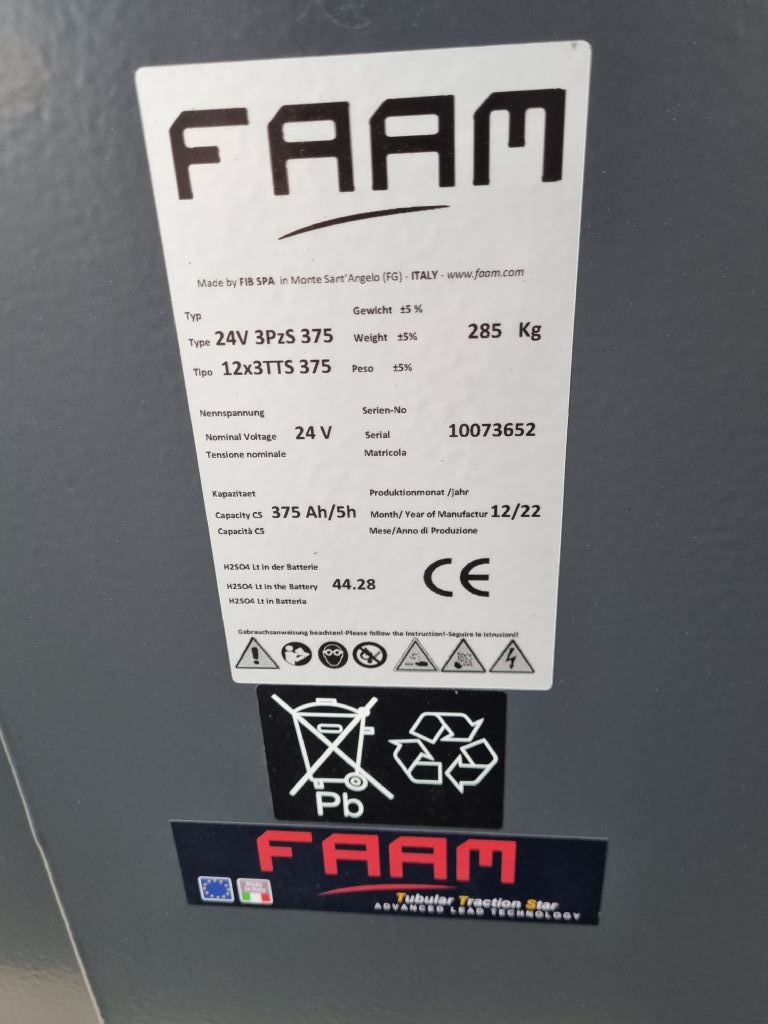 FAAM
Made by FIB SPA in Monte Sant'Angelo (FG) - ITALY - www.faam.com
Typ
Gewicht ±5 %
Type 24V 3PzS 375
Weight ±5%
285 Kg
Tipo 12x3TTS 375
Peso ±5%
Nennspannung
Serien-No
Nominal Voltage 24 V
Serial 10073652
Tensione nominale
Matricola
Kapazitaet
Produktionmonat /jahr
Capacity C5 375 Ah/5h
Month/ Year of Manufactur 12/22
Capacità C5
Mese/Anno di Produzione
H2SO4 Lt in der Batterie
H2SO4 Lt in the Battery 44.28
H2SO4 Lt in Batteria
CE
Gebrauchsanweisung beachten!-Please follow the Instruction!-Seguire le istruzioni!
Pb
FAAM
Made in Italy
Tubular Traction Star
ADVANCED LEAD TECHNOLOGY